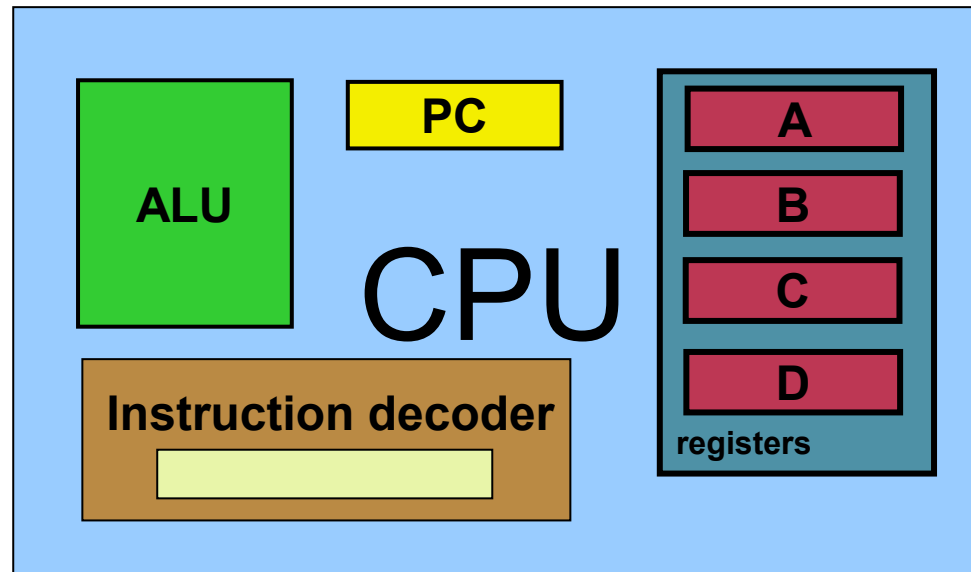 PC
A
ALU
B
CPU
C
D
Instruction decoder
registers